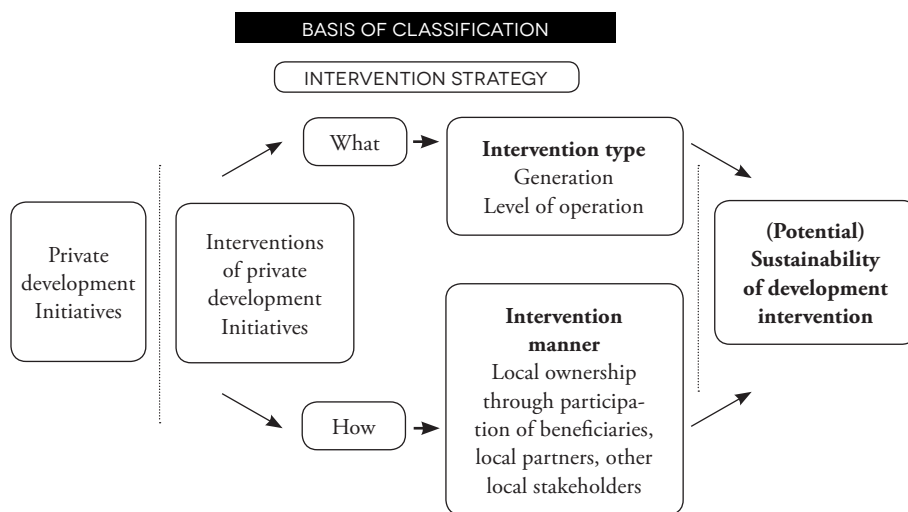 BASIS OF CLASSIFICATION
INTERVENTION STRATEGY
What
Intervention type
Generation
Level of operation
Private
development
Initiatives
Interventions
of private
development
Initiatives
(Potential)
Sustainability
of development
intervention
How
Intervention
manner
Local ownership
through participa-
tion of beneficiaries,
local partners, other
local stakeholders